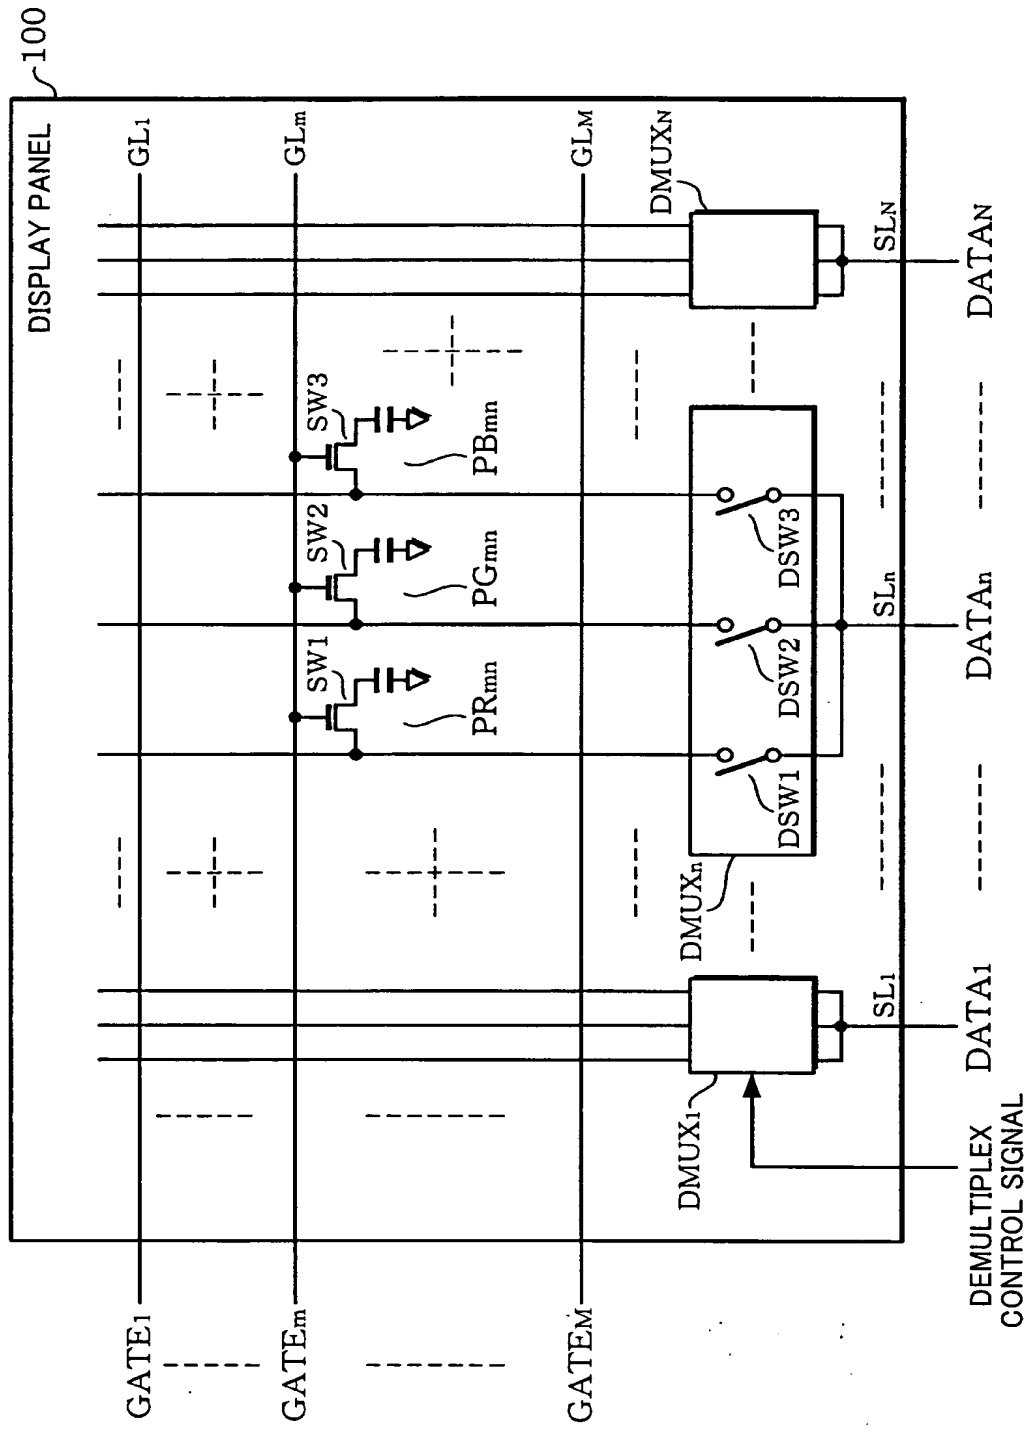 100
DISPLAY PANEL
GL1
GLm
GLM
GATE1
GATEm
GATEM
SW1
SW2
SW3
PRmn
PGmn
PBmn
DMUX1
DMUXn
DMUXN
DSW1
DSW2
DSW3
SL1
SLn
SLN
DEMULTIPLEX
CONTROL SIGNAL
DATA1
DATAn
DATAN